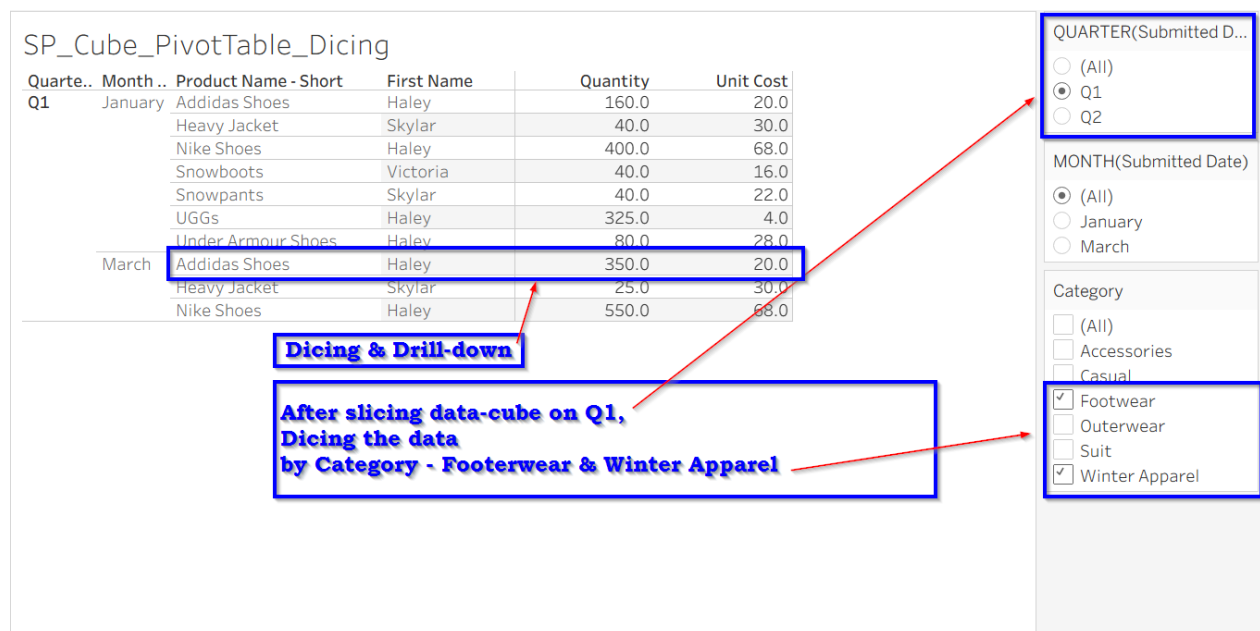 SP_Cube_PivotTable_Dicing
Quarte.. Month .. Product Name - Short First Name Quantity Unit Cost
Q1 January Addidas Shoes Haley 160.0 20.0
Heavy Jacket Skylar 40.0 30.0
Nike Shoes Haley 400.0 68.0
Snowboots Victoria 40.0 16.0
Snowpants Skylar 40.0 22.0
UGGs Haley 325.0 4.0
Under Armour Shoes Haley 80.0 28.0
March Addidas Shoes Haley 350.0 20.0
Heavy Jacket Skylar 25.0 30.0
Nike Shoes Haley 550.0 68.0
Dicing & Drill-down
After slicing data-cube on Q1,
Dicing the data
by Category - Footerwear & Winter Apparel
QUARTER(Submitted D...
(All)
Q1
Q2
MONTH(Submitted Date)
(All)
January
March
Category
(All)
Accessories
Casual
Footwear
Outerwear
Suit
Winter Apparel